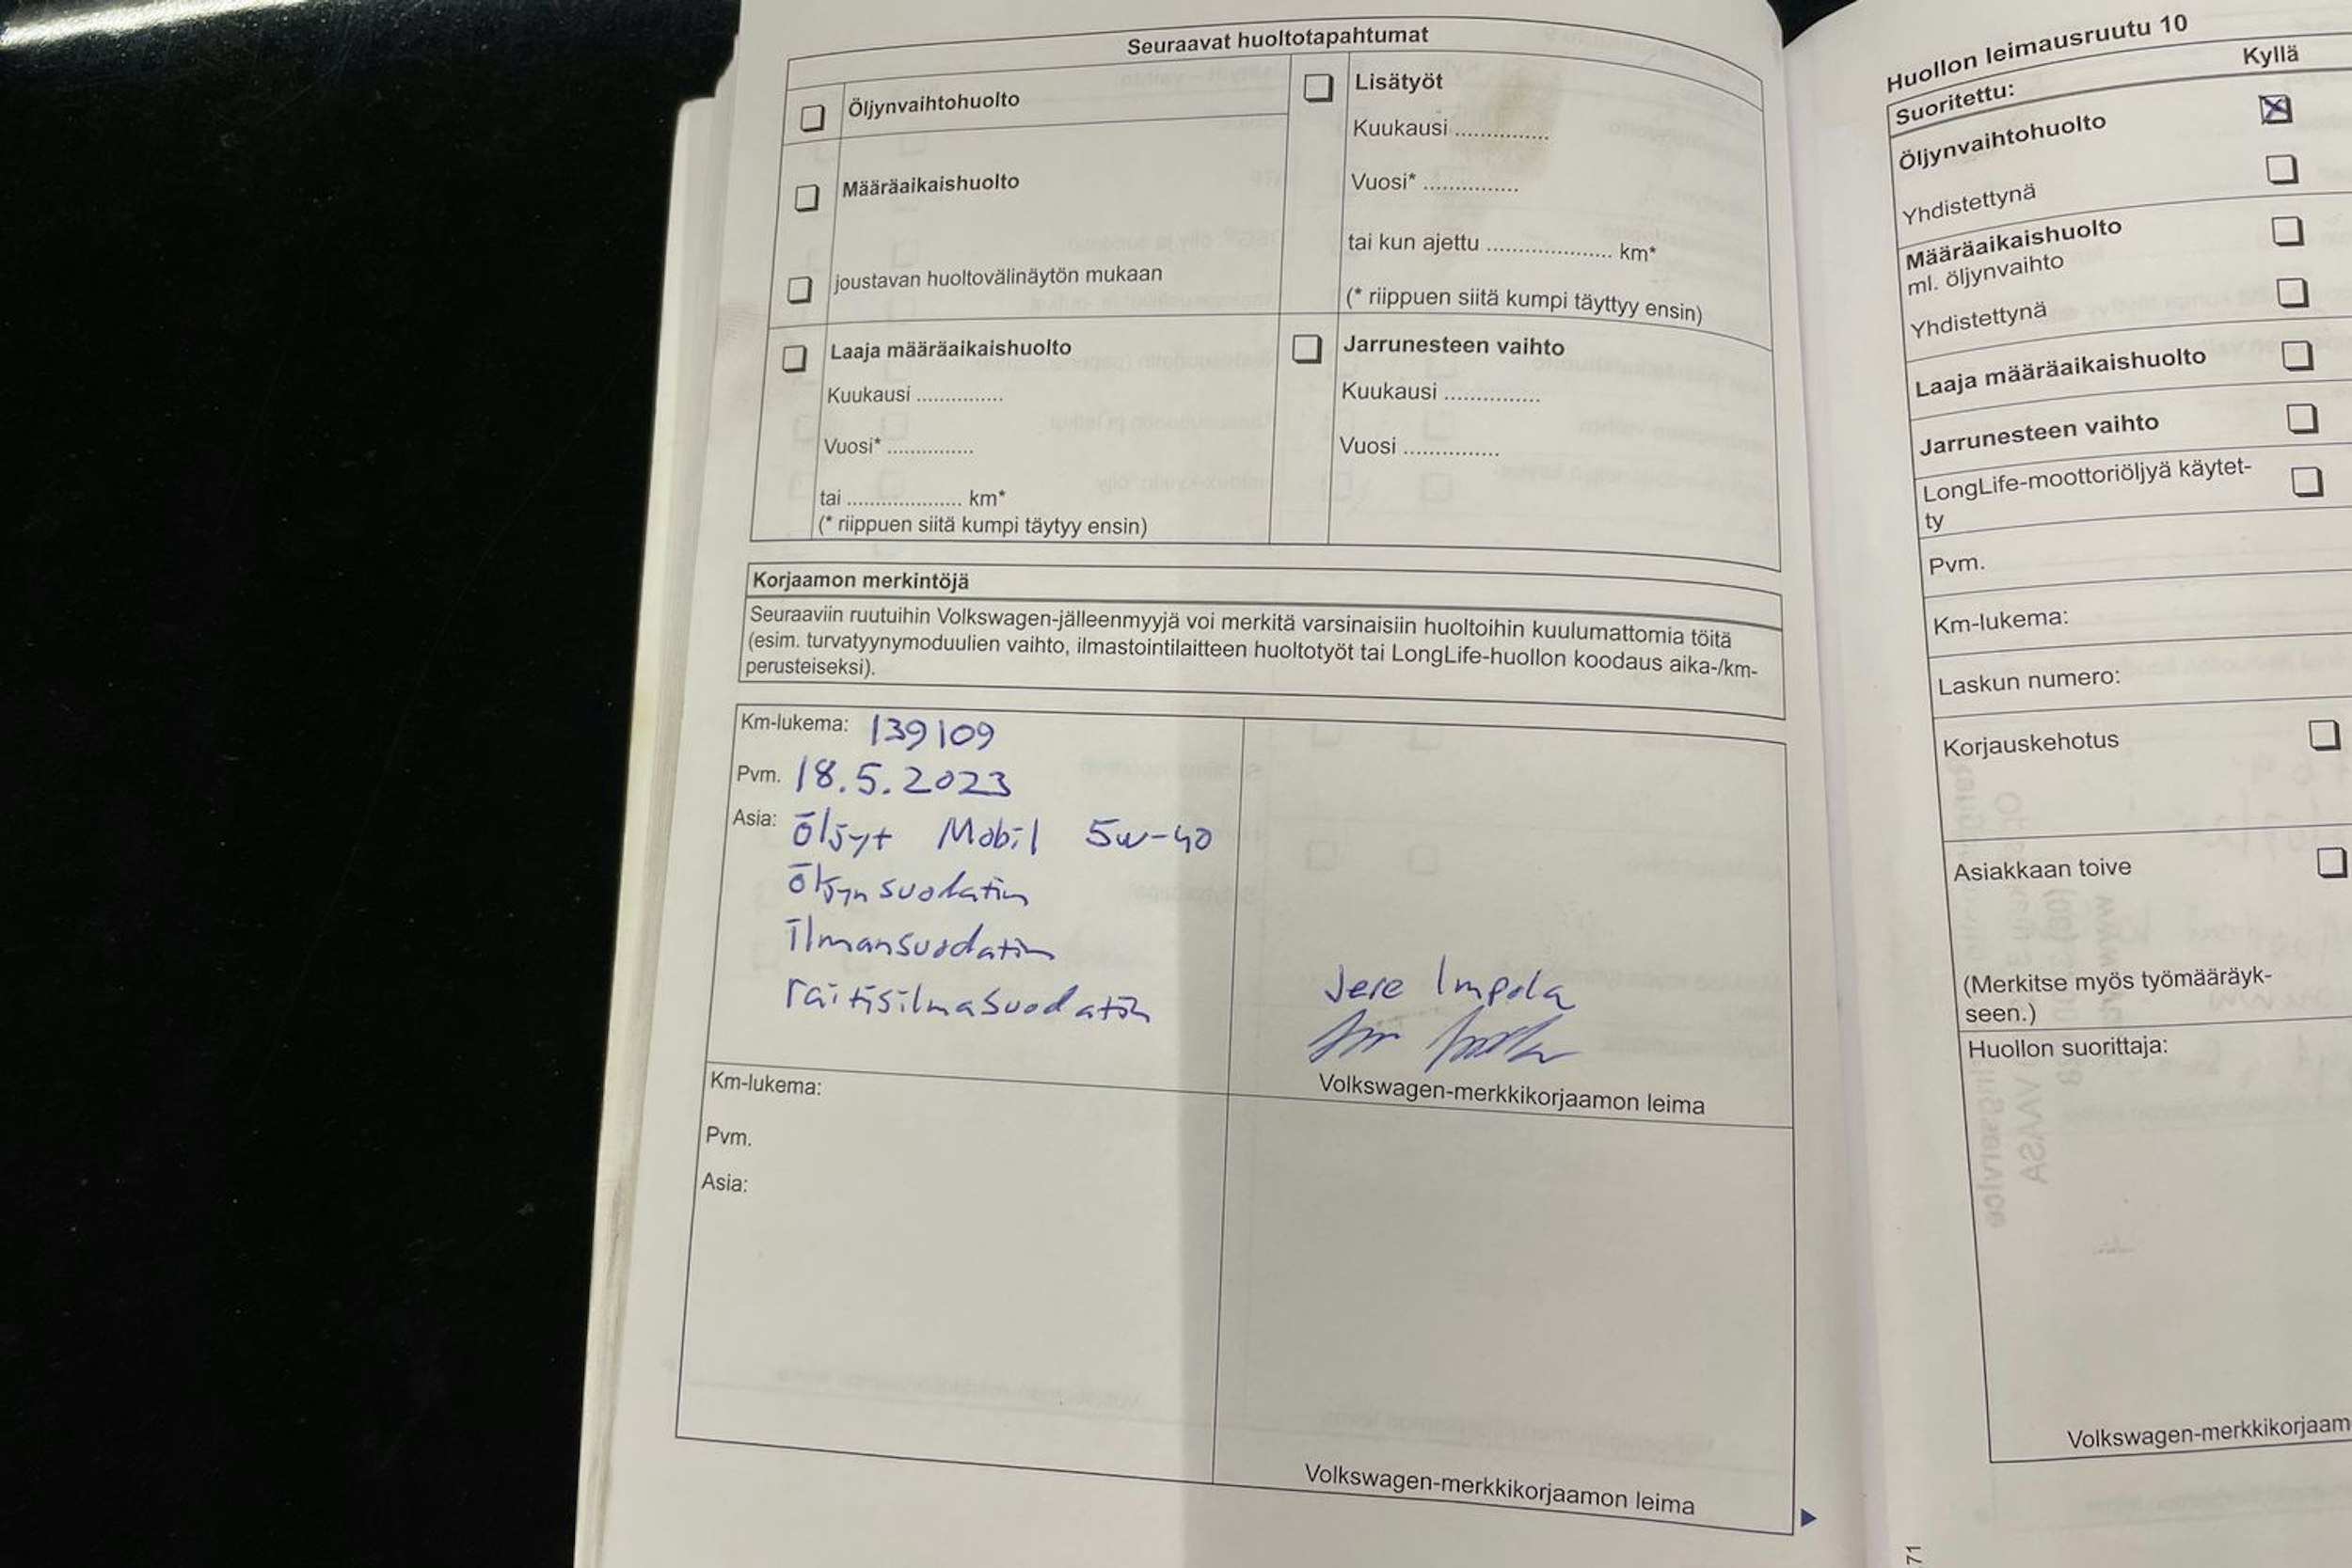 Seuraavat huoltotapahtumat
Öljynvaihtohuolto
Määräaikaishuolto
joustavan huoltovälinäytön mukaan
Lisätyöt
Kuukausi ...............
Vuosi* ...............
tai kun ajettu .................... km*
(* riippuen siitä kumpi täyttyy ensin)
Laaja määräaikaishuolto
Kuukausi ..............
Vuosi* ..............
tai .................... km*
(* riippuen siitä kumpi täytyy ensin)
Jarrunesteen vaihto
Kuukausi ...............
Vuosi ...............
Korjaamon merkintöjä
Seuraaviin ruutuihin Volkswagen-jälleenmyyjä voi merkitä varsinaisiin huoltoihin kuulumattomia töitä
(esim. turvatyynymoduulien vaihto, ilmastointilaitteen huoltotyöt tai LongLife-huollon koodaus aika-/km-
perusteiseksi).
Km-lukema: 139109
Pvm. 18.5.2023
Asia: Öljyt Mobil 5w-40
Öljynsuodatin
Ilmansuodatin
raitisilmasuodatin
Jere Impola
Volkswagen-merkkikorjaamon leima
Km-lukema:
Pvm.
Asia:
Volkswagen-merkkikorjaamon leima
Huollon leimausruutu 10
Suoritettu:
Kyllä
Öljynvaihtohuolto
Yhdistettynä
Määräaikaishuolto
ml. öljynvaihto
Yhdistettynä
Laaja määräaikaishuolto
Jarrunesteen vaihto
LongLife-moottoriöljyä käytet-
ty
Pvm.
Km-lukema:
Laskun numero:
Korjauskehotus
Asiakkaan toive
(Merkitse myös työmääräyk-
seen.)
Huollon suorittaja:
Volkswagen-merkkikorjaam
71